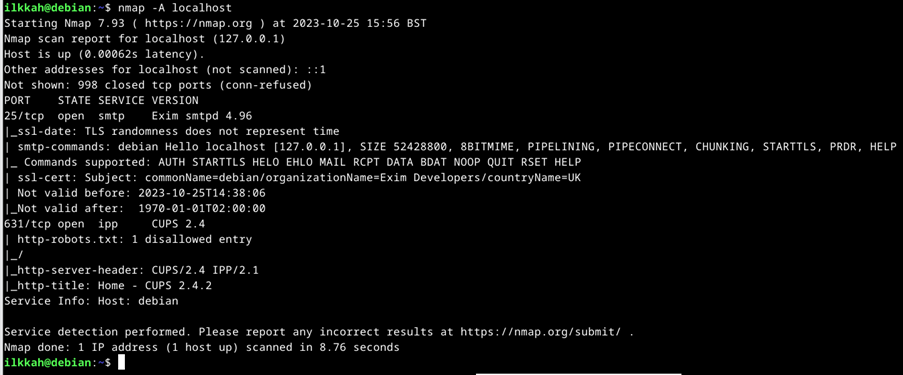 ilkkah@debian:~$ nmap -A localhost
Starting Nmap 7.93 ( https://nmap.org ) at 2023-10-25 15:56 BST
Nmap scan report for localhost (127.0.0.1)
Host is up (0.00062s latency).
Other addresses for localhost (not scanned): ::1
Not shown: 998 closed tcp ports (conn-refused)
PORT    STATE SERVICE VERSION
25/tcp  open  smtp    Exim smtpd 4.96
|_ssl-date: TLS randomness does not represent time
| smtp-commands: debian Hello localhost [127.0.0.1], SIZE 52428800, 8BITMIME, PIPELINING, PIPECONNECT, CHUNKING, STARTTLS, PRDR, HELP
|_ Commands supported: AUTH STARTTLS HELO EHLO MAIL RCPT DATA BDAT NOOP QUIT RSET HELP
| ssl-cert: Subject: commonName=debian/organizationName=Exim Developers/countryName=UK
| Not valid before: 2023-10-25T14:38:06
|_Not valid after:  1970-01-01T02:00:00
631/tcp open  ipp     CUPS 2.4
| http-robots.txt: 1 disallowed entry
|_/
|_http-server-header: CUPS/2.4 IPP/2.1
|_http-title: Home - CUPS 2.4.2
Service Info: Host: debian

Service detection performed. Please report any incorrect results at https://nmap.org/submit/ .
Nmap done: 1 IP address (1 host up) scanned in 8.76 seconds
ilkkah@debian:~$